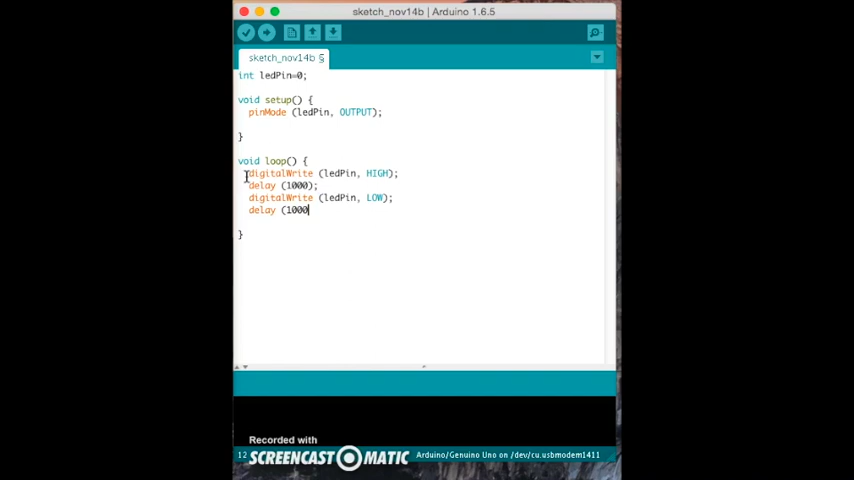 sketch_nov14b | Arduino 1.6.5
sketch_nov14b §
int ledPin=0;
void setup() {
pinMode (ledPin, OUTPUT);
}
void loop() {
digitalWrite (ledPin, HIGH);
delay (1000);
digitalWrite (ledPin, LOW);
delay (1000
}
Recorded with
SCREENCAST MATIC
12
Arduino/Genuino Uno on /dev/cu.usbmodem1411